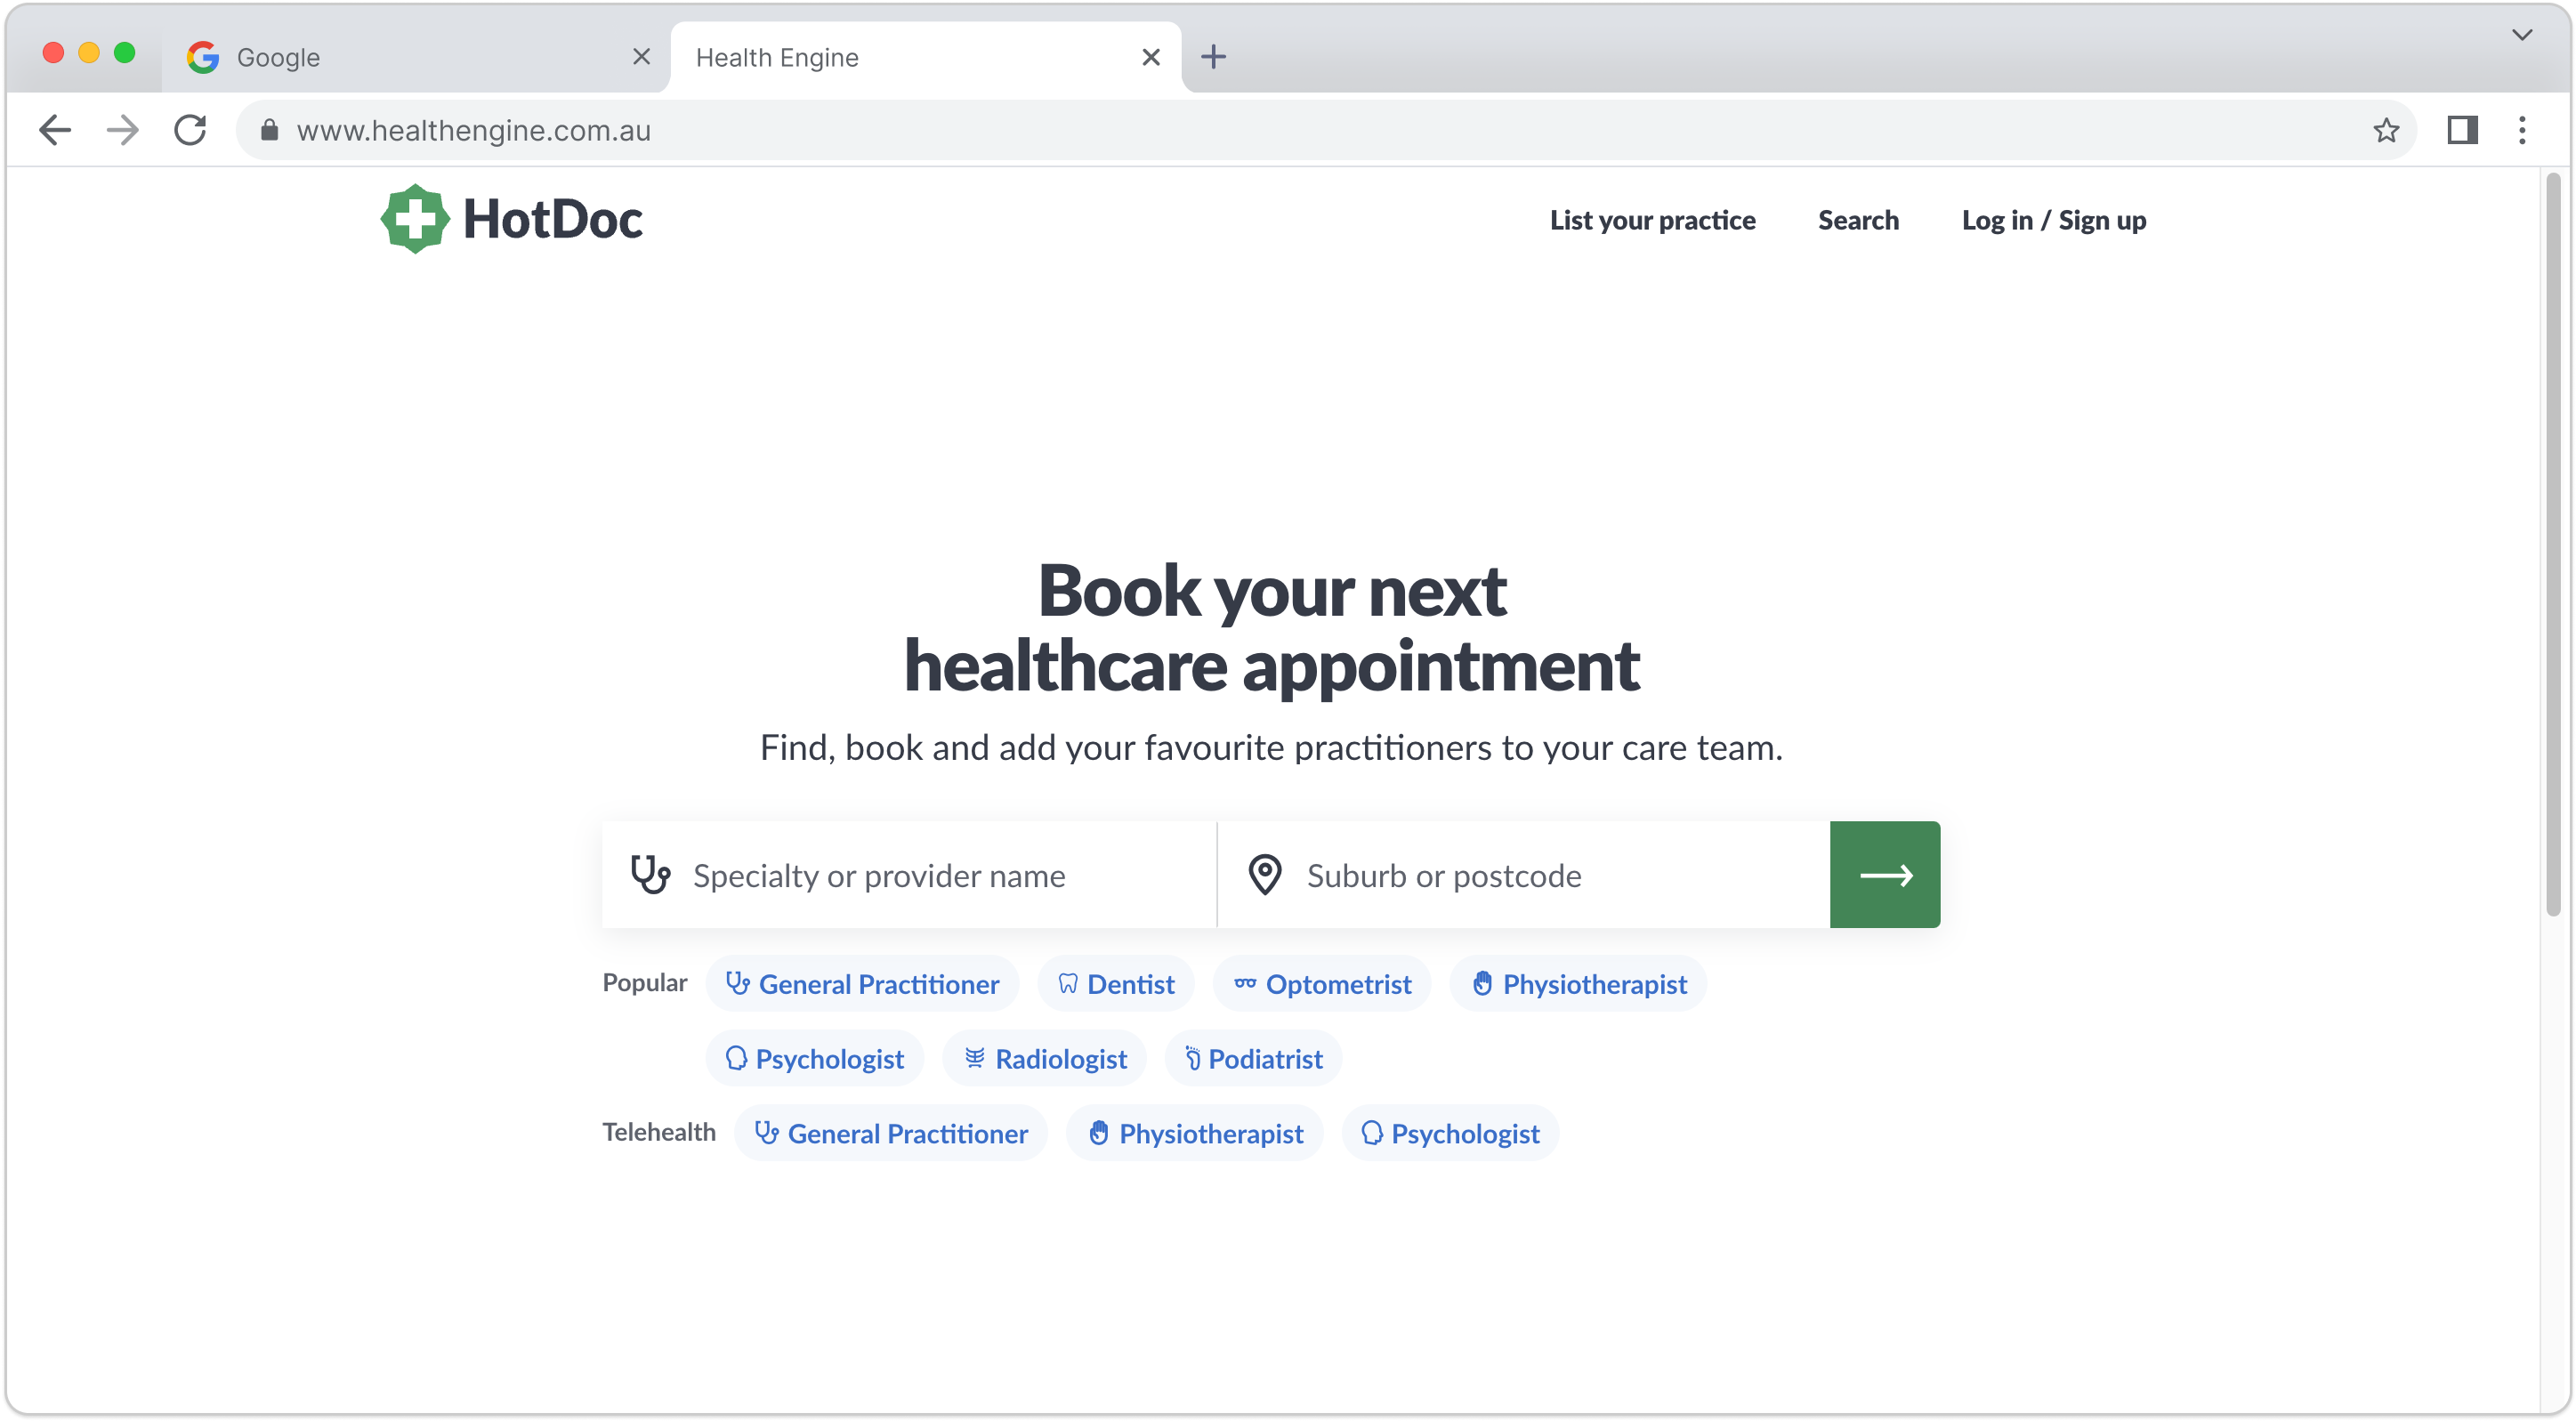 Google
Health Engine
www.healthengine.com.au
HotDoc
List your practice
Search
Log in / Sign up
Book your next
healthcare appointment
Find, book and add your favourite practitioners to your care team.
Specialty or provider name
Suburb or postcode
Popular General Practitioner Dentist Optometrist Physiotherapist
Psychologist Radiologist Podiatrist
Telehealth General Practitioner Physiotherapist Psychologist